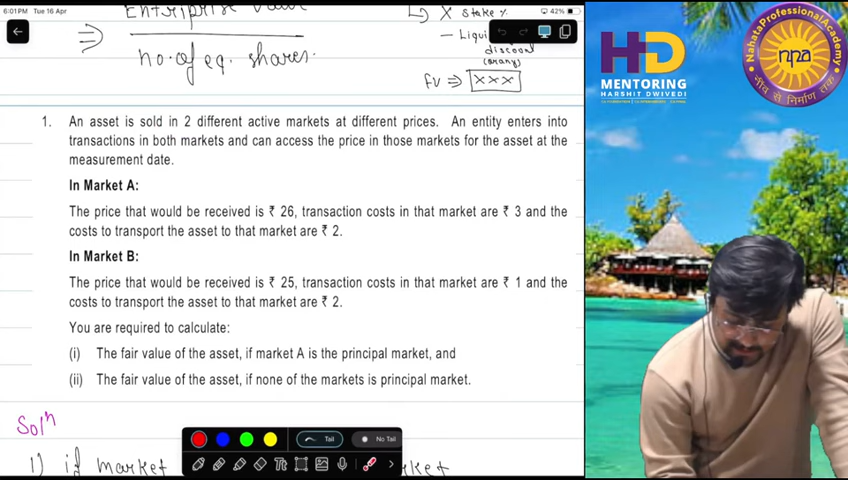 6:01PM Tue 16 Apr
42%
Entriprise Value
no. of eq. shares.
X Stake %
discount
FV ⇒ XXX
HD
MENTORING
HARSHIT DWIVEDI
Nahata Professional Academy
npa
नींव से निर्माण तक
1. An asset is sold in 2 different active markets at different prices. An entity enters into
transactions in both markets and can access the price in those markets for the asset at the
measurement date.
In Market A:
The price that would be received is ₹ 26, transaction costs in that market are ₹ 3 and the
costs to transport the asset to that market are ₹ 2.
In Market B:
The price that would be received is ₹ 25, transaction costs in that market are ₹ 1 and the
costs to transport the asset to that market are ₹ 2.
You are required to calculate:
(i) The fair value of the asset, if market A is the principal market, and
(ii) The fair value of the asset, if none of the markets is principal market.
Solⁿ
Tail
No Tail
1) if market